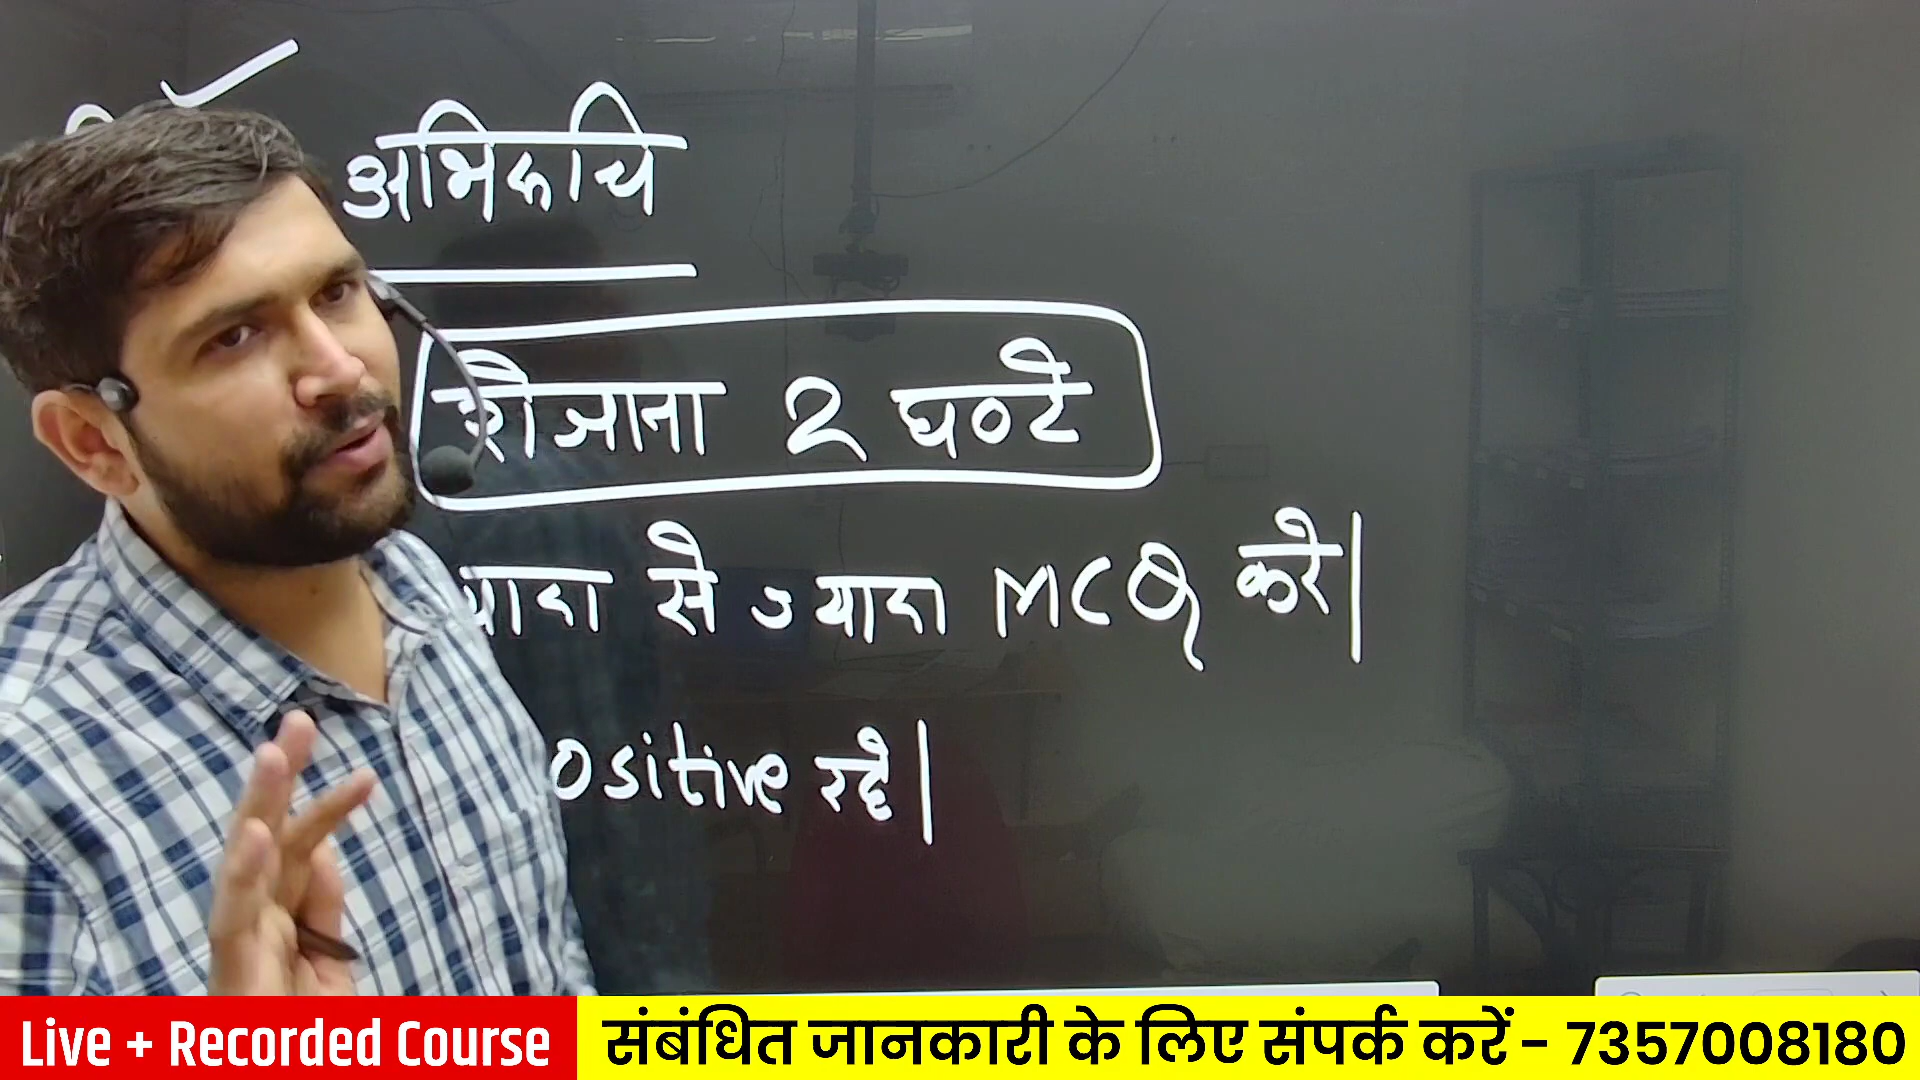 अभिरुचि
रोजाना 2 घण्टे
से ज्यादा MCQ करे|
ositive रहे|
Live + Recorded Course
संबंधित जानकारी के लिए संपर्क करें - 7357008180